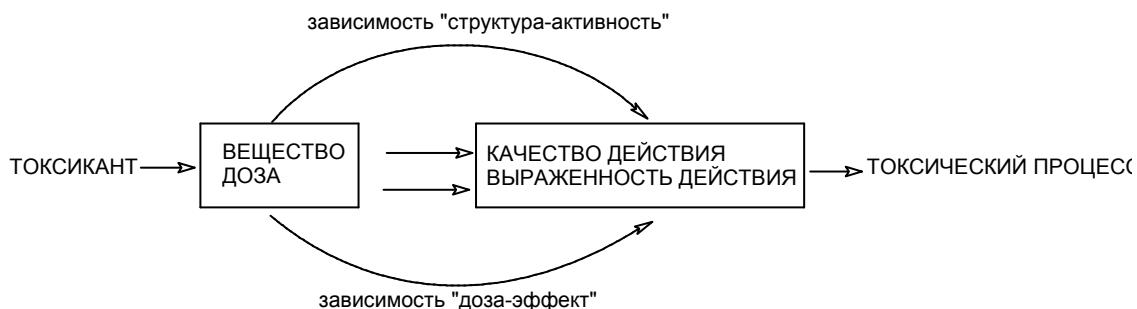 зависимость "структура-активность"
ТОКСИКАНТ
ВЕЩЕСТВО
ДОЗА
КАЧЕСТВО ДЕЙСТВИЯ
ВЫРАЖЕННОСТЬ ДЕЙСТВИЯ
ТОКСИЧЕСКИЙ ПРОЦЕСС
зависимость "доза-эффект"